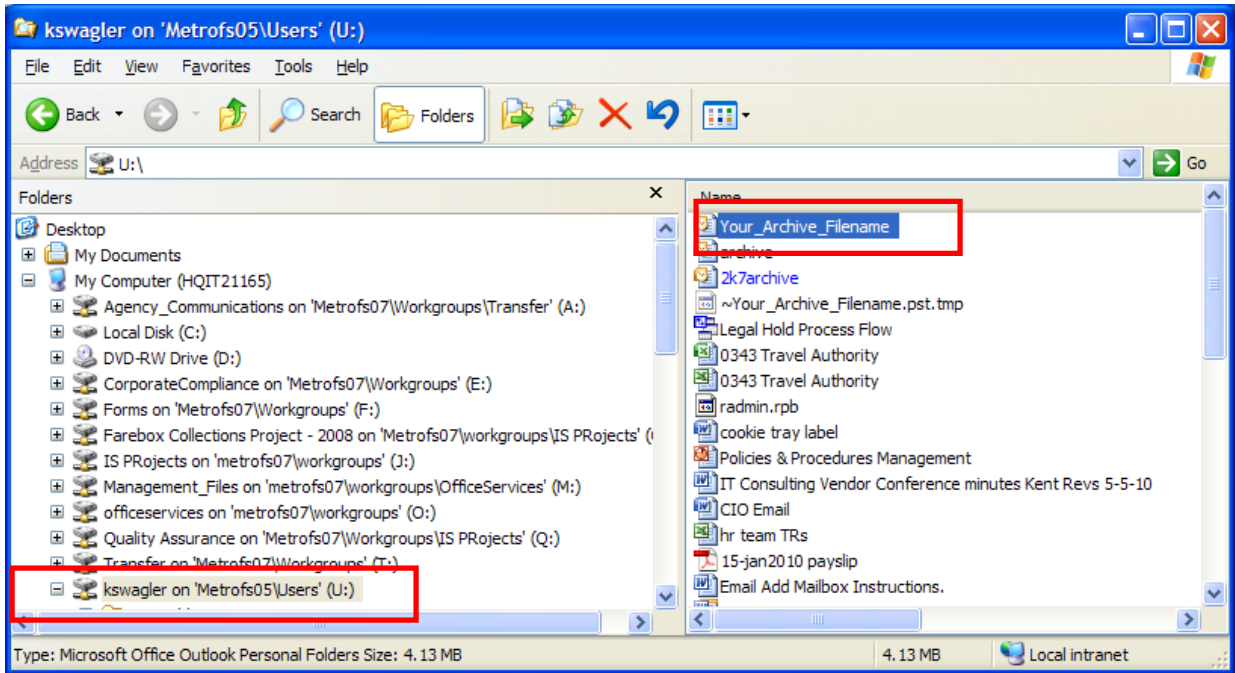 kswagler on 'Metrofs05\Users' (U:)
File Edit View Favorites Tools Help
Back Search Folders
Address U:\ Go
Folders x
Desktop
My Documents
My Computer (HQIT21165)
Agency_Communications on 'Metrofs07\Workgroups\Transfer' (A:)
Local Disk (C:)
DVD-RW Drive (D:)
CorporateCompliance on 'Metrofs07\Workgroups' (E:)
Forms on 'Metrofs07\Workgroups' (F:)
Farebox Collections Project - 2008 on 'Metrofs07\workgroups\IS PRojects' (
IS PRojects on 'metrofs07\workgroups' (J:)
Management_Files on 'metrofs07\workgroups\OfficeServices' (M:)
officeservices on 'metrofs07\workgroups' (O:)
Quality Assurance on 'Metrofs07\Workgroups\IS PRojects' (Q:)
Transfer on 'Metrofs07\Workgroups' (T:)
kswagler on 'Metrofs05\Users' (U:)
Name
Your_Archive_Filename
archive
2k7archive
~Your_Archive_Filename.pst.tmp
Legal Hold Process Flow
0343 Travel Authority
0343 Travel Authority
radmin.rpb
cookie tray label
Policies & Procedures Management
IT Consulting Vendor Conference minutes Kent Revs 5-5-10
CIO Email
hr team TRs
15-jan2010 payslip
Email Add Mailbox Instructions.
Type: Microsoft Office Outlook Personal Folders Size: 4.13 MB 4.13 MB Local intranet